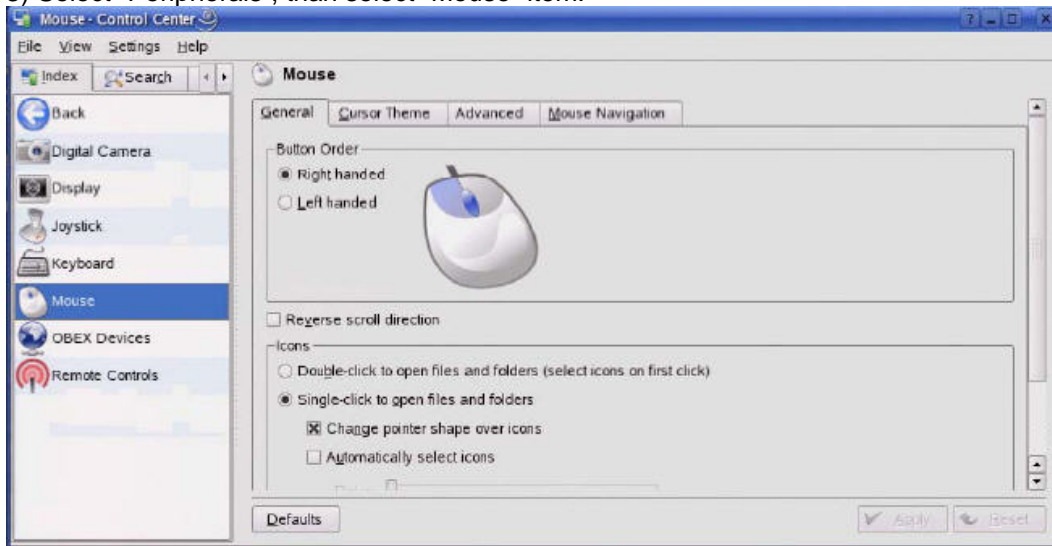 Mouse - Control Center
File View Settings Help
Index Search
Mouse
Back
Digital Camera
Display
Joystick
Keyboard
Mouse
OBEX Devices
Remote Controls
General Cursor Theme Advanced Mouse Navigation
Button Order
Right handed
Left handed
Reverse scroll direction
Icons
Double-click to open files and folders (select icons on first click)
Single-click to open files and folders
Change pointer shape over icons
Automatically select icons
Defaults Apply Reset